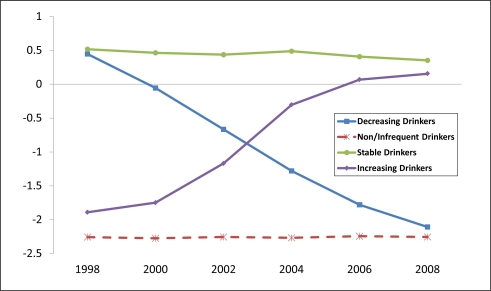 1
0.5
0
-0.5
-1
-1.5
-2
-2.5
Decreasing Drinkers
Non/Infrequent Drinkers
Stable Drinkers
Increasing Drinkers
1998 2000 2002 2004 2006 2008